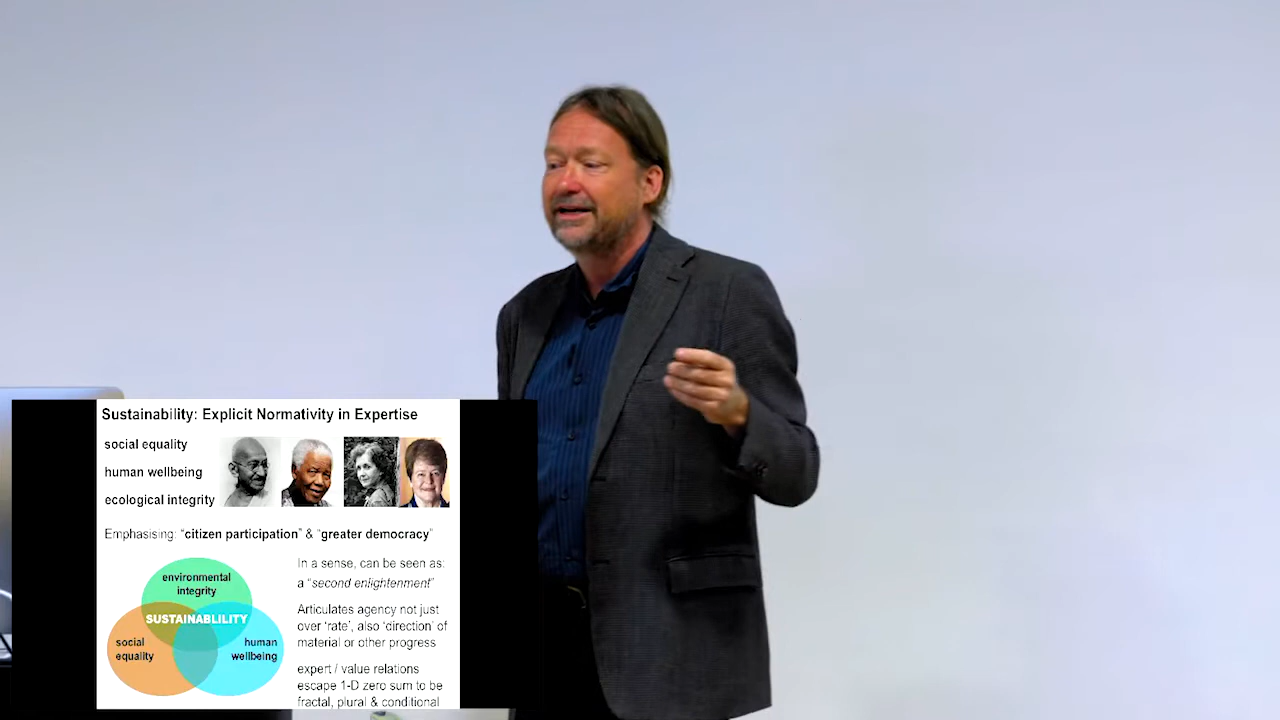 Sustainability: Explicit Normativity in Expertise
social equality
human wellbeing
ecological integrity
Emphasising: “citizen participation” & “greater democracy”
environmental
integrity
SUSTAINABLILITY
social
equality
human
wellbeing
In a sense, can be seen as:
a “second enlightenment”
Articulates agency not just
over ‘rate’, also ‘direction’ of
material or other progress
expert / value relations
escape 1-D zero sum to be
fractal, plural & conditional